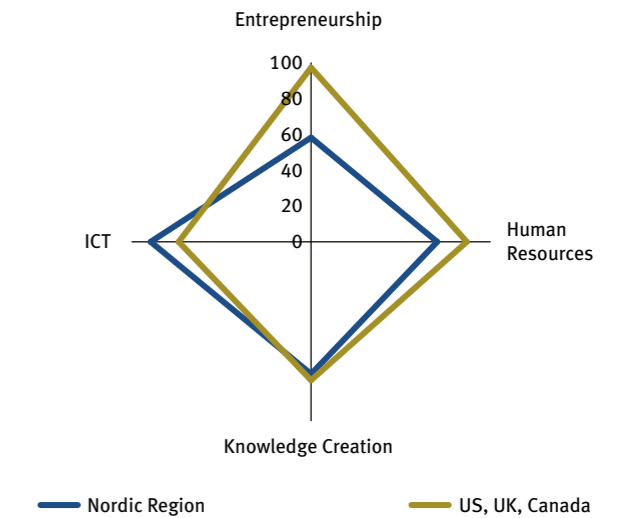 Entrepreneurship
100
80
60
40
20
0
ICT
Human
Resources
Knowledge Creation
Nordic Region
US, UK, Canada